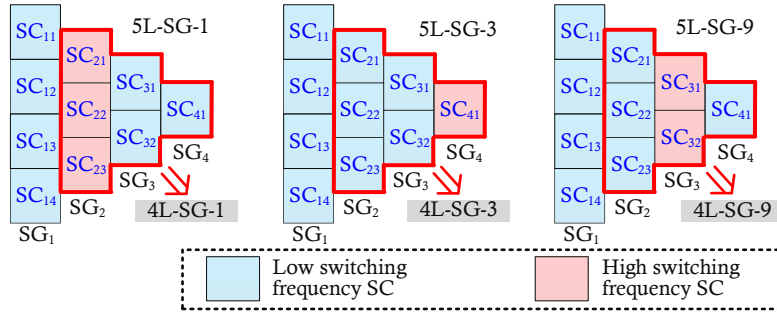 5L-SG-1
SC11
SC21
SC31
SC12
SC22
SC41
SC13
SC32
SC23
SG4
SC14
SG3
SG2
4L-SG-1
SG1
5L-SG-3
SC11
SC21
SC31
SC12
SC22
SC41
SC13
SC32
SC23
SG4
SC14
SG3
SG2
4L-SG-3
SG1
5L-SG-9
SC11
SC21
SC31
SC12
SC22
SC41
SC13
SC32
SC23
SG4
SC14
SG3
SG2
4L-SG-9
SG1
Low switching
frequency SC
High switching
frequency SC